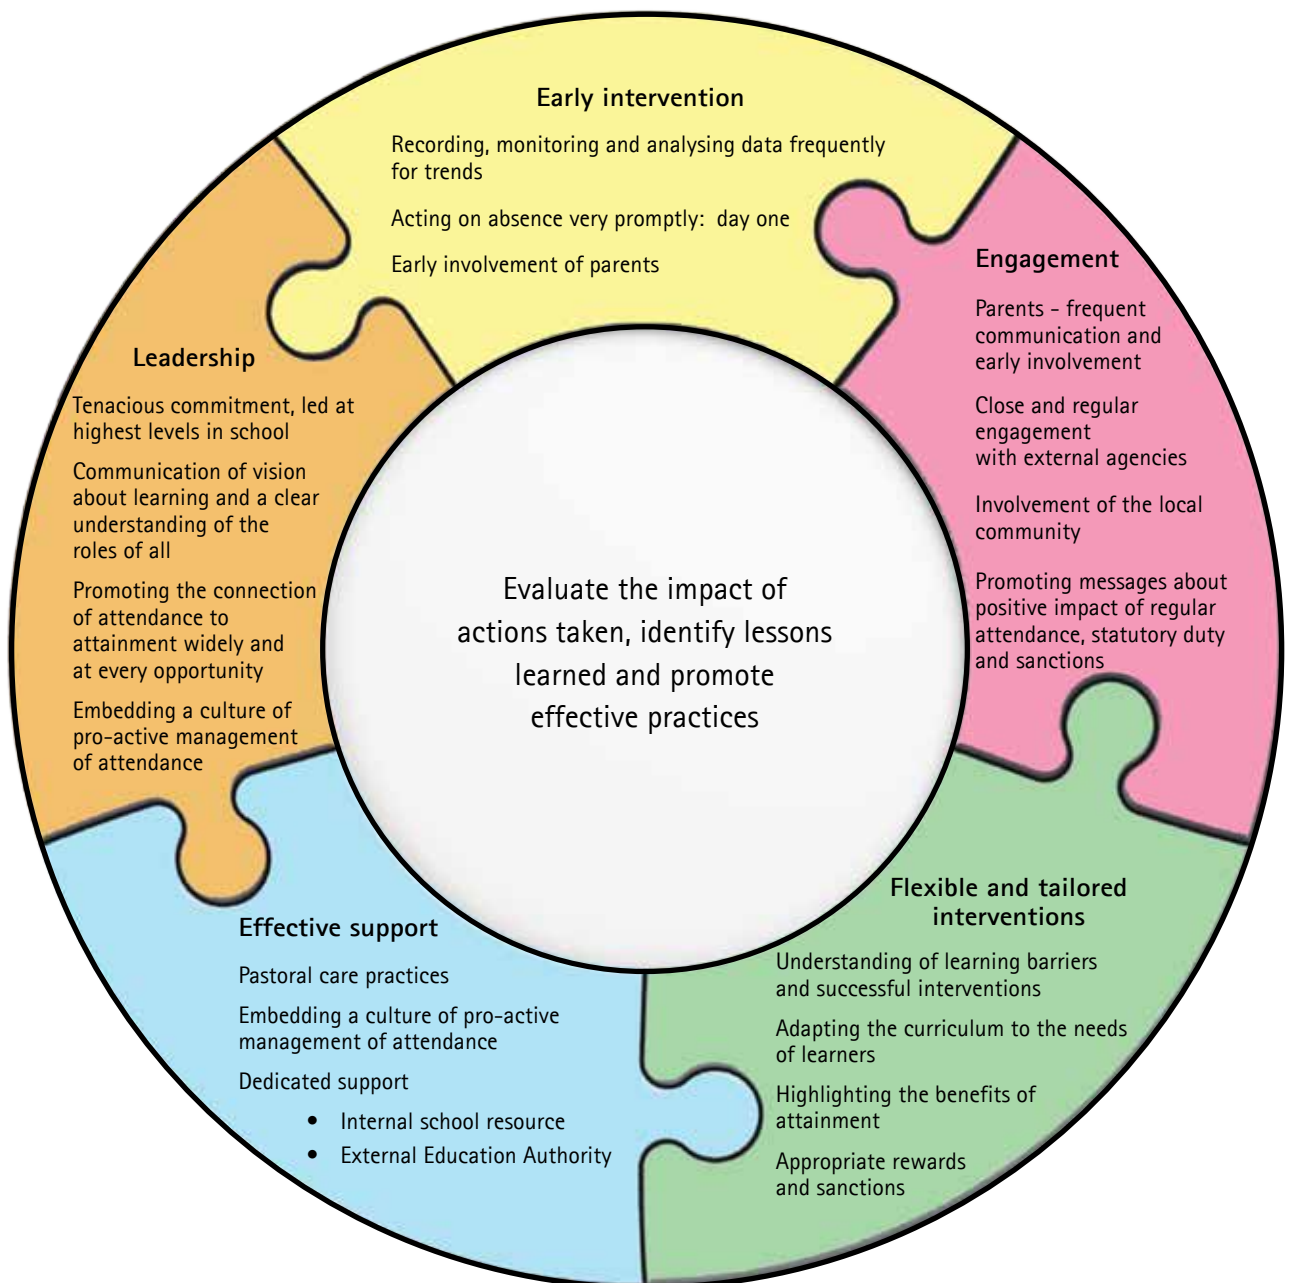 Early intervention
Recording, monitoring and analysing data frequently
for trends
Acting on absence very promptly:  day one
Early involvement of parents
Engagement
Parents - frequent
communication and
early involvement
Close and regular
engagement
with external agencies
Involvement of the local
community
Promoting messages about
positive impact of regular
attendance, statutory duty
and sanctions
Flexible and tailored
interventions
Understanding of learning barriers
and successful interventions
Adapting the curriculum to the needs
of learners
Highlighting the benefits of
attainment
Appropriate rewards
and sanctions
Effective support
Pastoral care practices
Embedding a culture of pro-active
management of attendance
Dedicated support
• Internal school resource
• External Education Authority
Leadership
Tenacious commitment, led at
highest levels in school
Communication of vision
about learning and a clear
understanding of the
roles of all
Promoting the connection
of attendance to
attainment widely and
at every opportunity
Embedding a culture of
pro-active management
of attendance
Evaluate the impact of
actions taken, identify lessons
learned and promote
effective practices